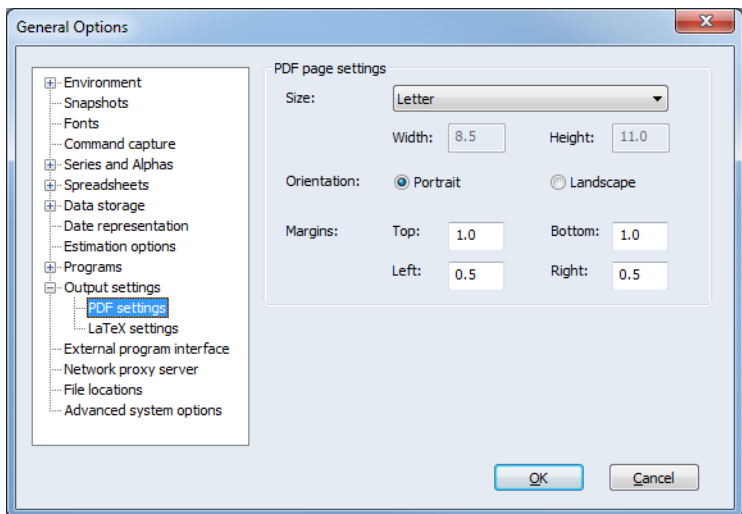 General Options
Environment
Snapshots
Fonts
Command capture
Series and Alphas
Spreadsheets
Data storage
Date representation
Estimation options
Programs
Output settings
PDF settings
LaTeX settings
External program interface
Network proxy server
File locations
Advanced system options
PDF page settings
Size: Letter
Width: 8.5 Height: 11.0
Orientation: Portrait Landscape
Margins: Top: 1.0 Bottom: 1.0
Left: 0.5 Right: 0.5
OK Cancel